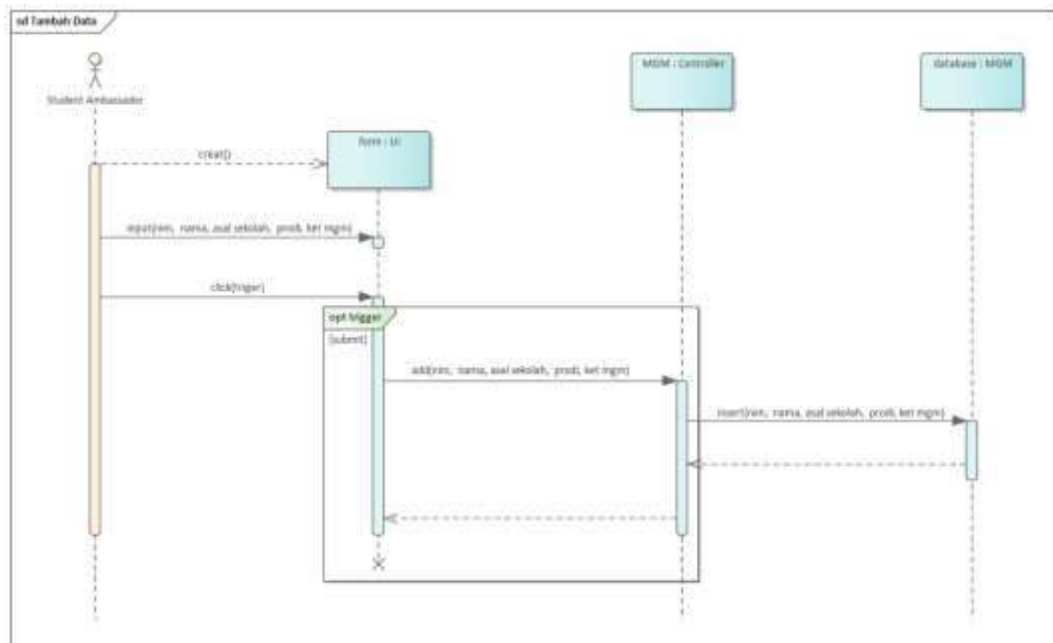 sd Tambah Data
Student Ambassador
MGM : Controller
database : MGM
form : UI
creat()
input(nim, nama, asal sekolah, prodi, ket mgm)
click(triger)
opt trigger
[submit]
add(nim, nama, asal sekolah, prodi, ket mgm)
insert(nim, nama, asal sekolah, prodi, ket mgm)